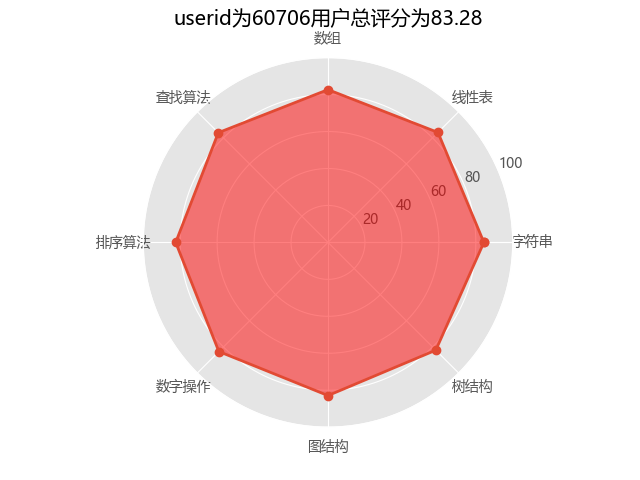 userid为60706用户总评分为83.28
数组
查找算法
线性表
100
80
60
40
20
排序算法
字符串
数字操作
树结构
图结构